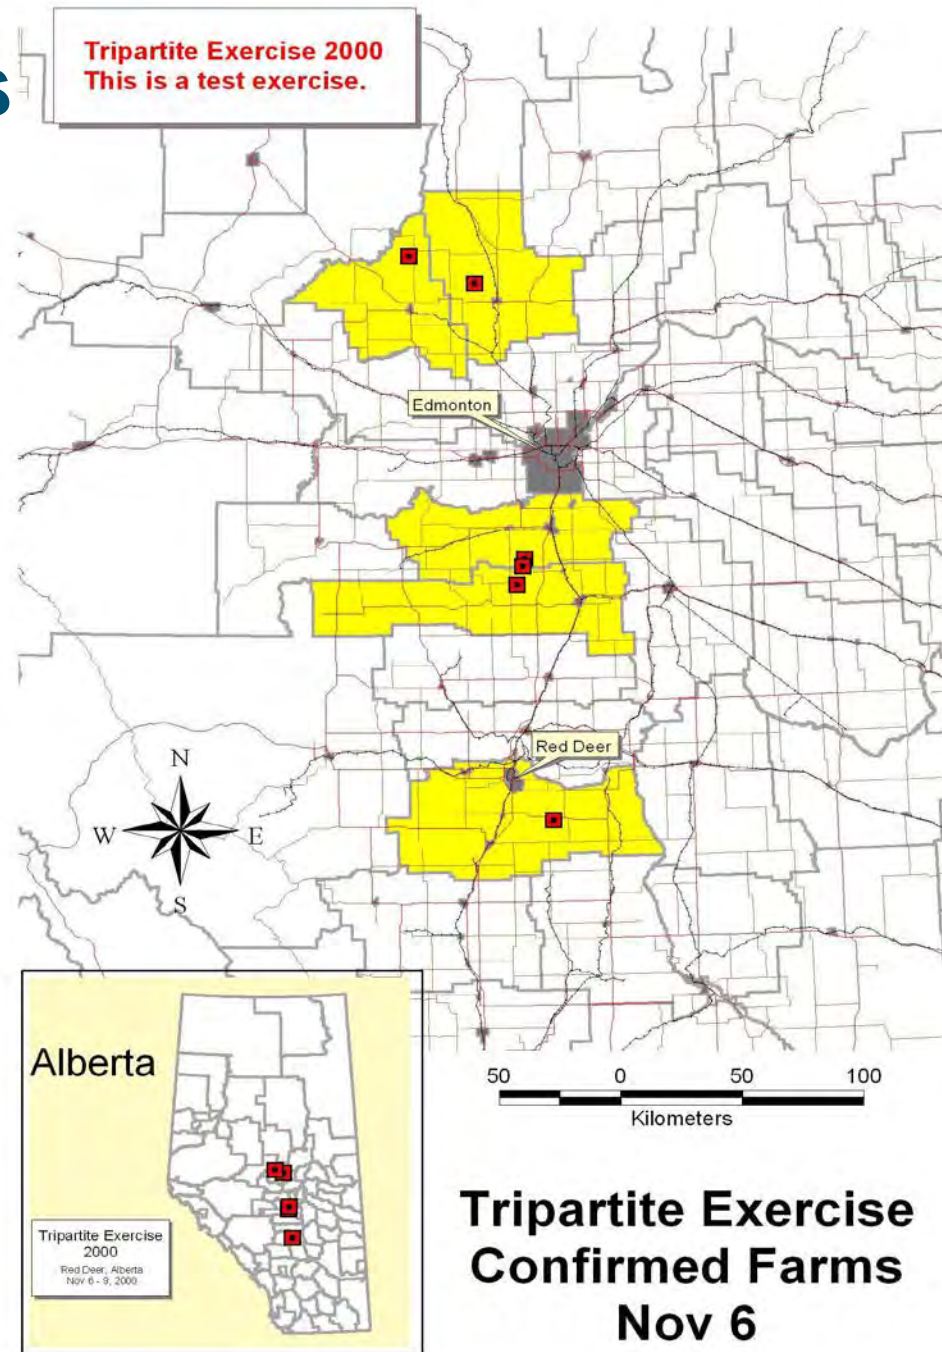 s
Tripartite Exercise 2000
This is a test exercise.
Edmonton
Red Deer
N
W
E
S
Alberta
Tripartite Exercise
2000
Red Deer, Alberta
Nov 6 - 9, 2000
50 0 50 100
Kilometers
Tripartite Exercise
Confirmed Farms
Nov 6